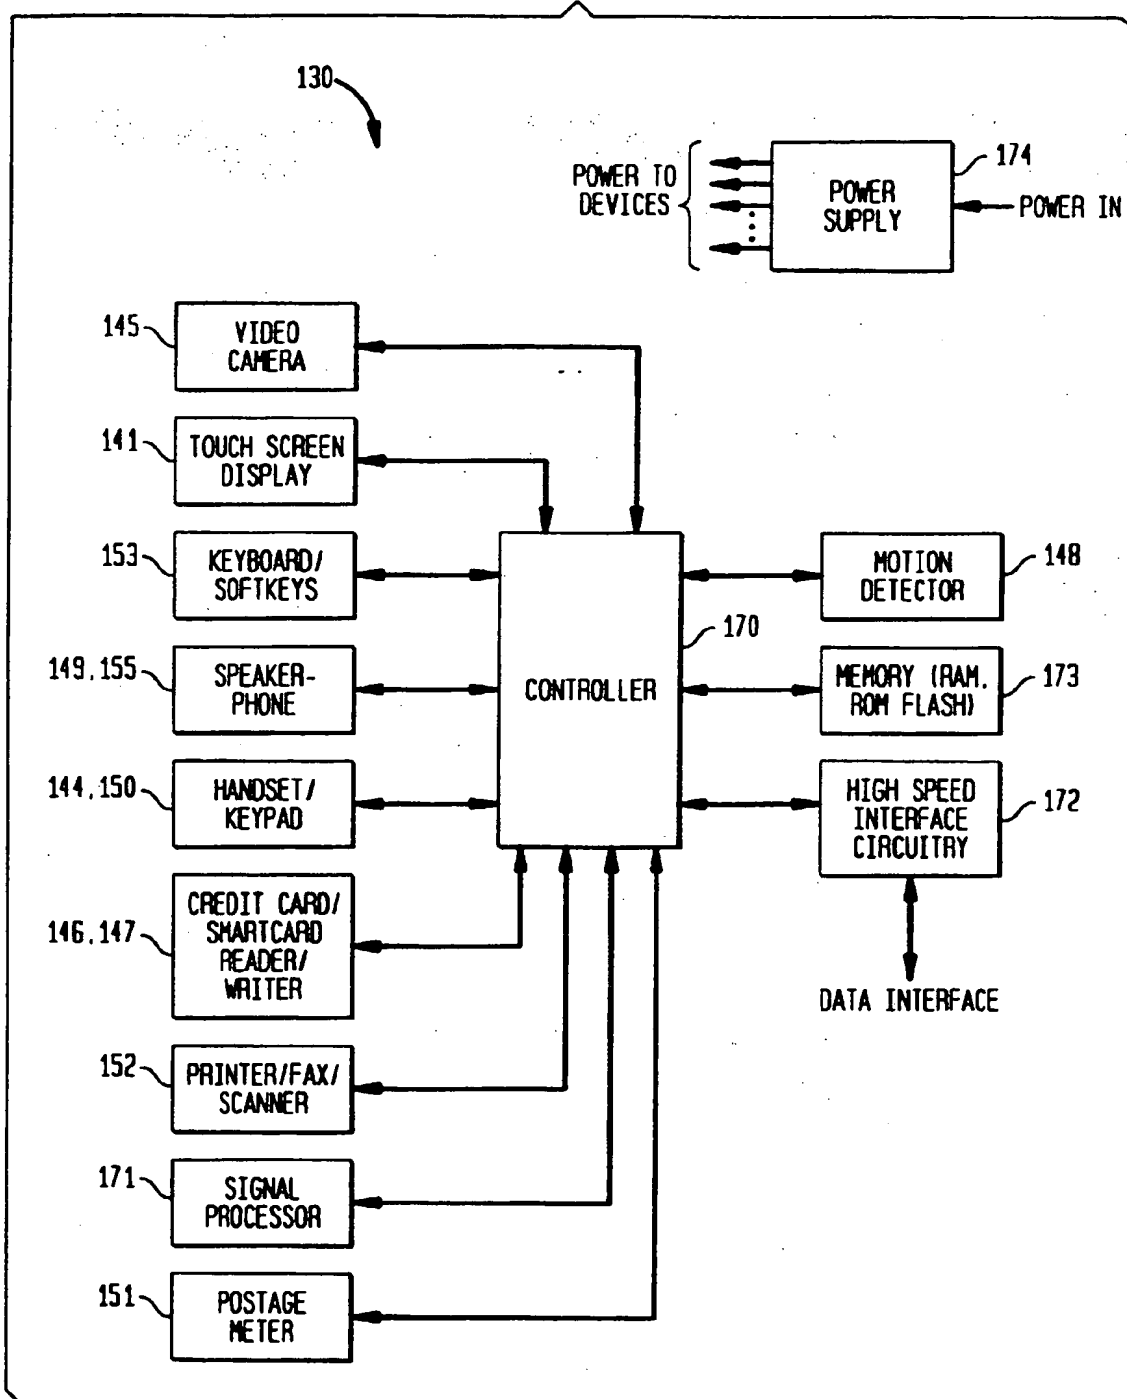 130
POWER TO
DEVICES
POWER
SUPPLY
174
POWER IN
145
VIDEO
CAMERA
141
TOUCH SCREEN
DISPLAY
153
KEYBOARD/
SOFTKEYS
149,155
SPEAKER-
PHONE
144,150
HANDSET/
KEYPAD
146,147
CREDIT CARD/
SMARTCARD
READER/
WRITER
152
PRINTER/FAX/
SCANNER
171
SIGNAL
PROCESSOR
151
POSTAGE
METER
CONTROLLER
170
MOTION
DETECTOR
148
MEMORY (RAM,
ROM FLASH)
173
HIGH SPEED
INTERFACE
CIRCUITRY
172
DATA INTERFACE